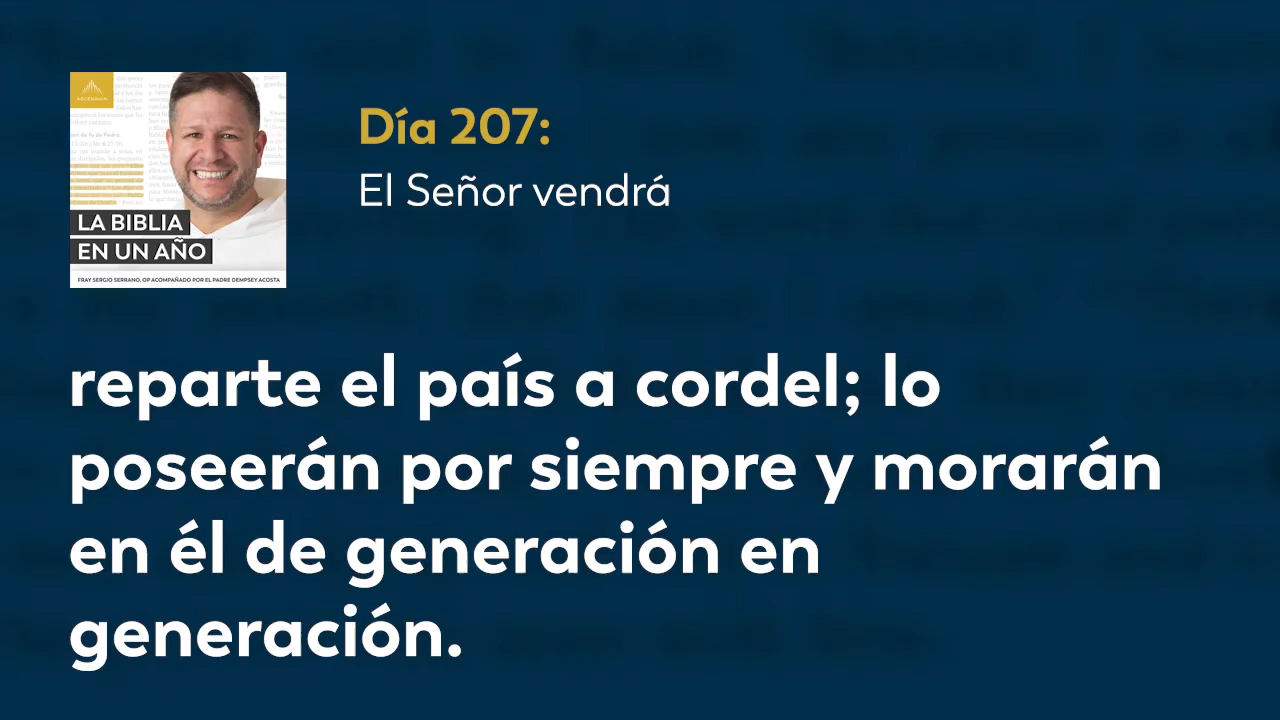 ASCENSION
LA BIBLIA
EN UN AÑO
FRAY SERGIO SERRANO, OP ACOMPAÑADO POR EL PADRE DEMPSEY ACOSTA
Día 207:
El Señor vendrá
reparte el país a cordel; lo
poseerán por siempre y morarán
en él de generación en
generación.